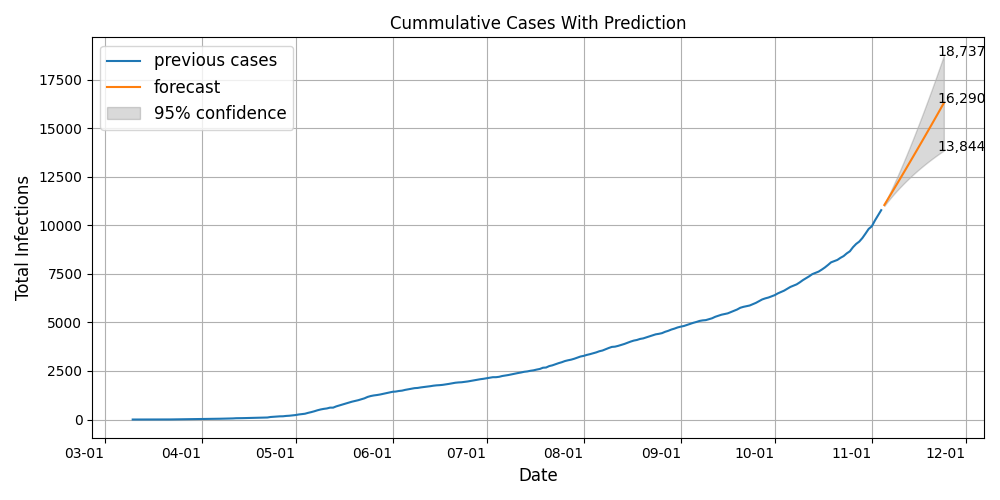 Cummulative Cases With Prediction
previous cases
forecast
95% confidence
18,737
16,290
13,844
17500
15000
12500
10000
7500
5000
2500
0
Total Infections
03-01 04-01 05-01 06-01 07-01 08-01 09-01 10-01 11-01 12-01
Date